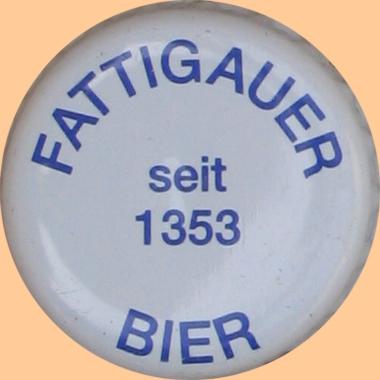 FATTIGAUER
seit
1353
BIER